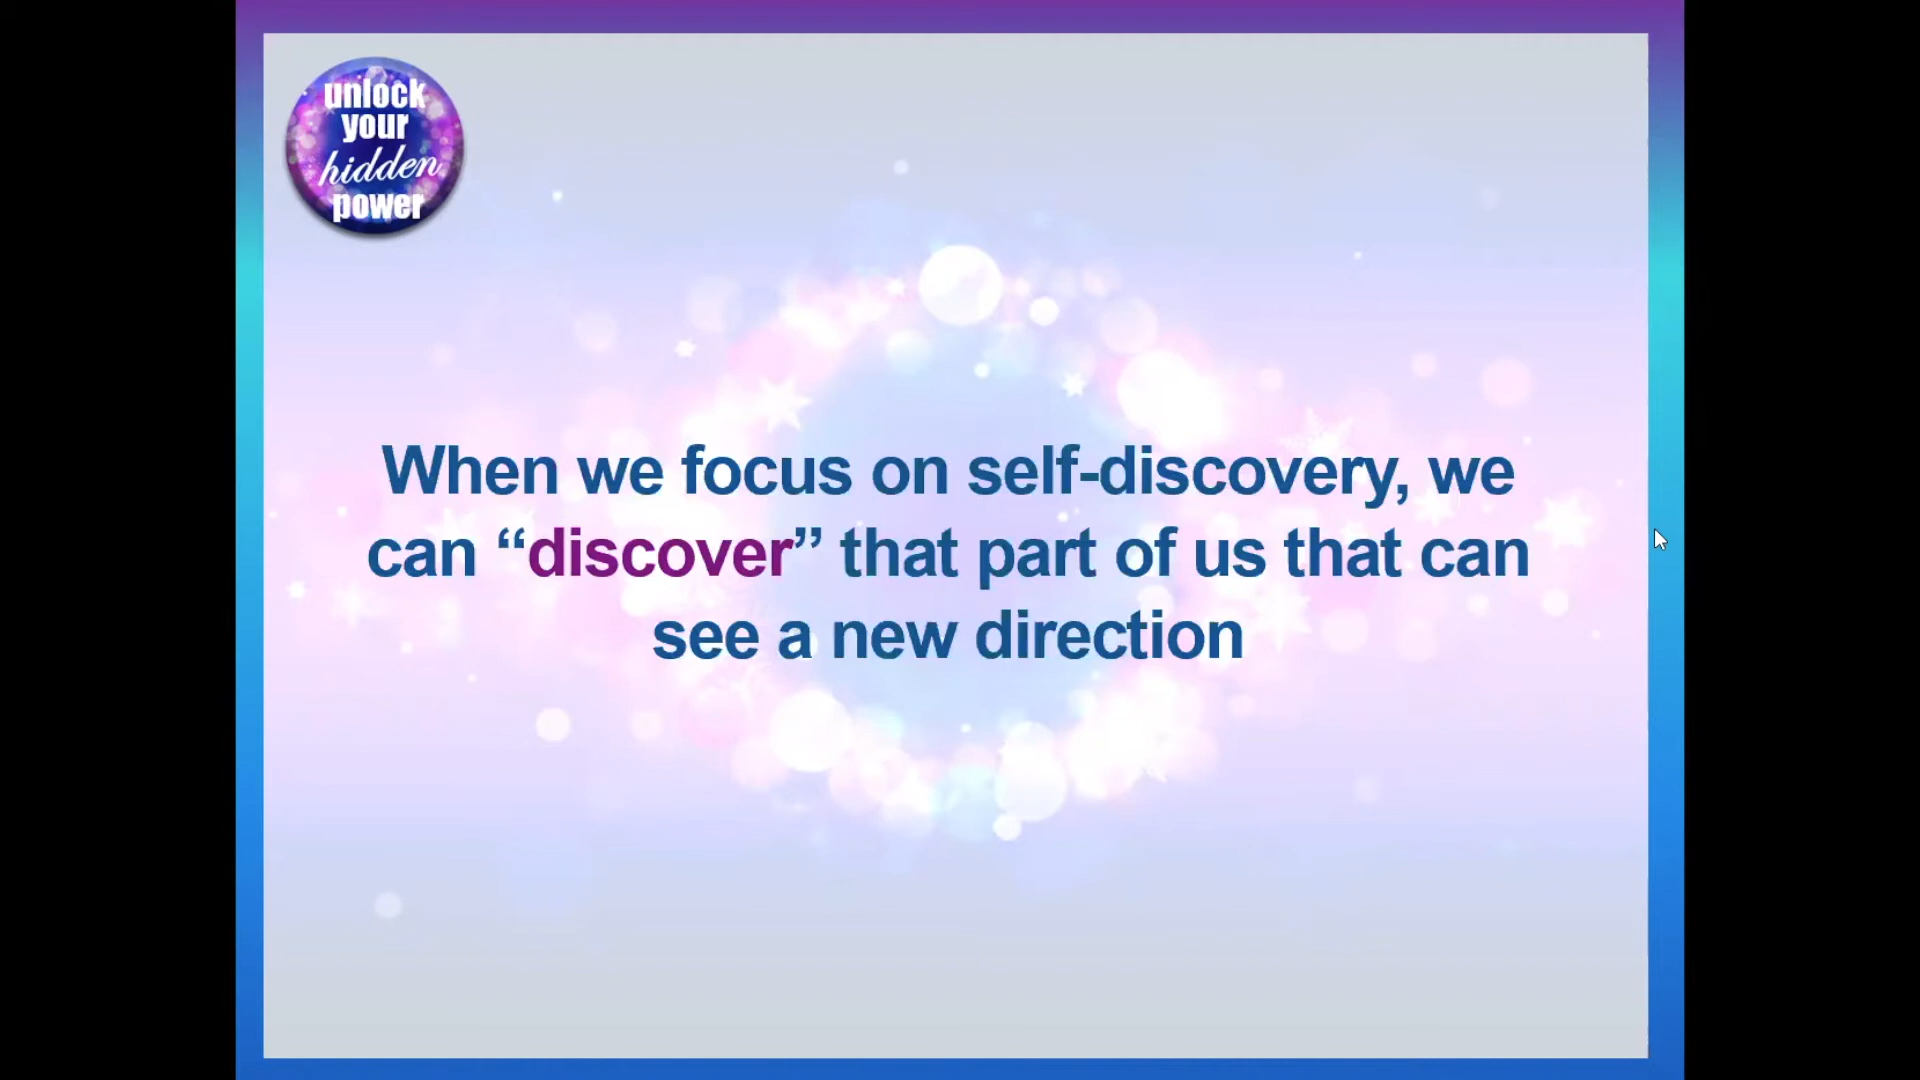 unlock
your
hidden
power
When we focus on self-discovery, we
can “discover” that part of us that can
see a new direction